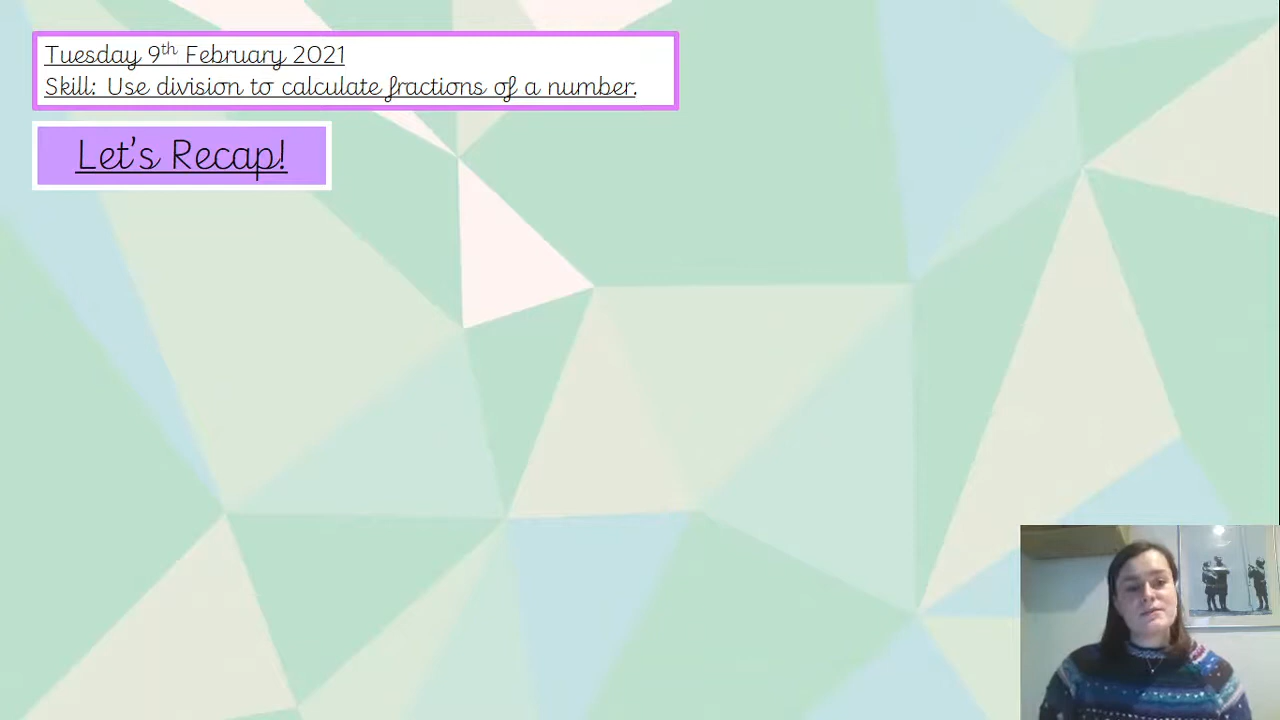 Tuesday 9th February 2021
Skill: Use division to calculate fractions of a number.
Let's Recap!